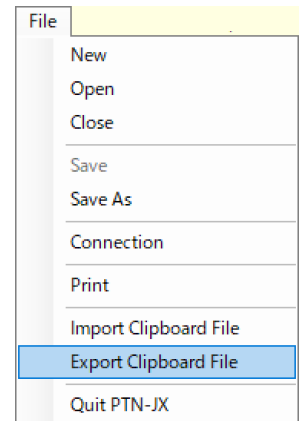 File
New
Open
Close
Save
Save As
Connection
Print
Import Clipboard File
Export Clipboard File
Quit PTN-JX